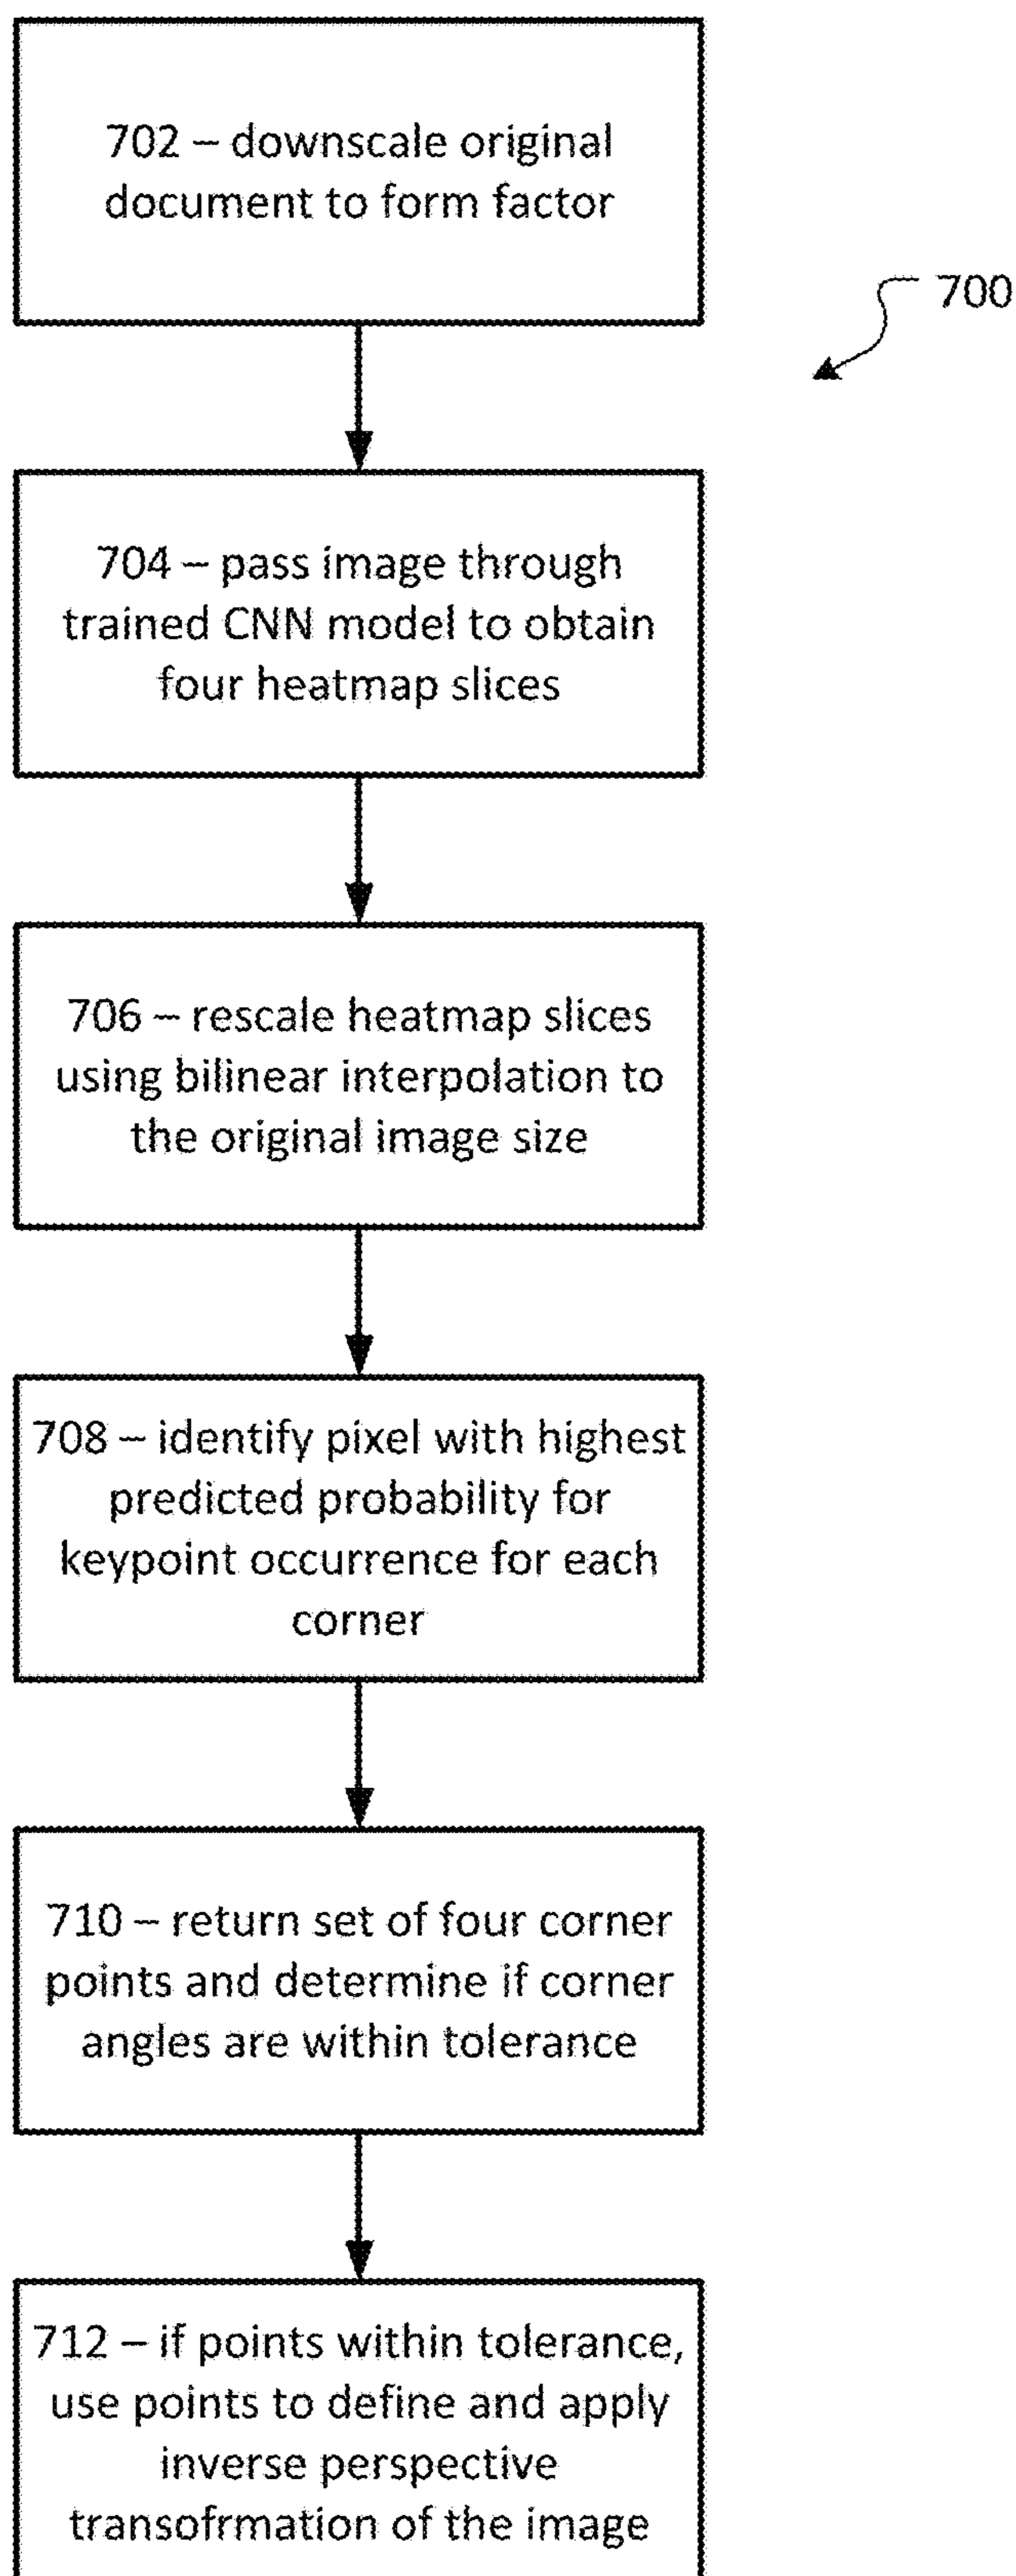 702 – downscale original
document to form factor
700
704 – pass image through
trained CNN model to obtain
four heatmap slices
706 – rescale heatmap slices
using bilinear interpolation to
the original image size
708 – identify pixel with highest
predicted probability for
keypoint occurrence for each
corner
710 – return set of four corner
points and determine if corner
angles are within tolerance
712 – if points within tolerance,
use points to define and apply
inverse perspective
transofrmation of the image